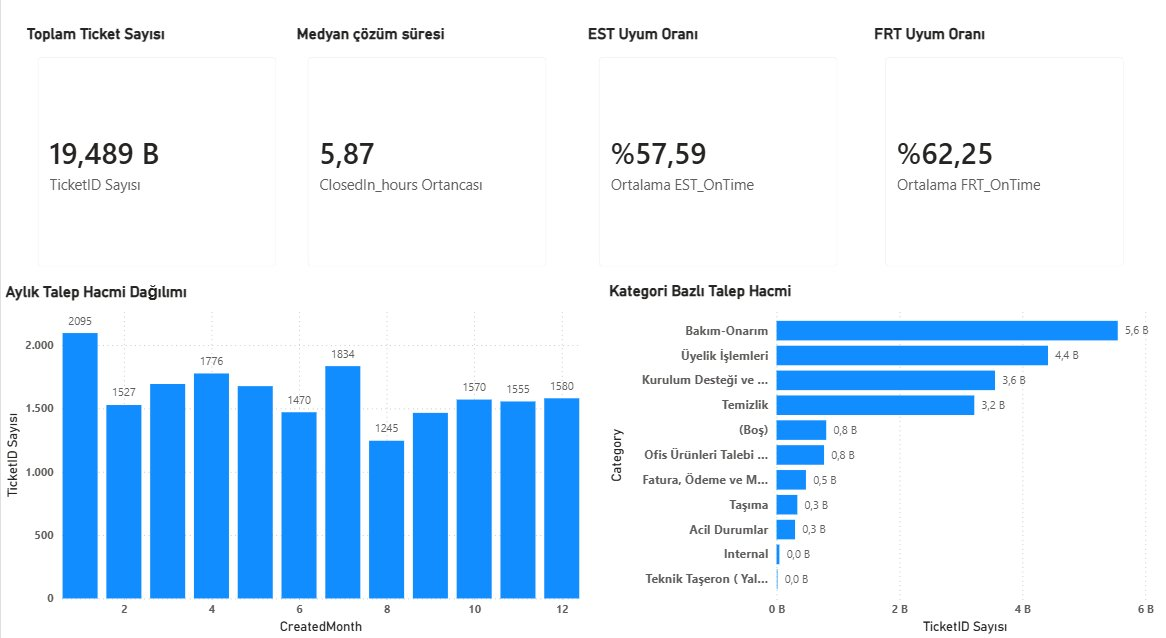 Toplam Ticket Sayısı
Medyan çözüm süresi
EST Uyum Oranı
FRT Uyum Oranı
19,489 B
TicketID Sayısı
5,87
ClosedIn_hours Ortancası
%57,59
Ortalama EST_OnTime
%62,25
Ortalama FRT_OnTime
Aylık Talep Hacmi Dağılımı
TicketID Sayısı
2.000
1.500
1.000
500
0
2095
1527
1776
1470
1834
1245
1570
1555
1580
2
4
6
8
10
12
CreatedMonth
Kategori Bazlı Talep Hacmi
Category
Bakım-Onarım 5,6 B
Üyelik İşlemleri 4,4 B
Kurulum Desteği ve ... 3,6 B
Temizlik 3,2 B
(Boş) 0,8 B
Ofis Ürünleri Talebi ... 0,8 B
Fatura, Ödeme ve M... 0,5 B
Taşıma 0,3 B
Acil Durumlar 0,3 B
Internal 0,0 B
Teknik Taşeron ( Yal... 0,0 B
0 B
2 B
4 B
6 B
TicketID Sayısı